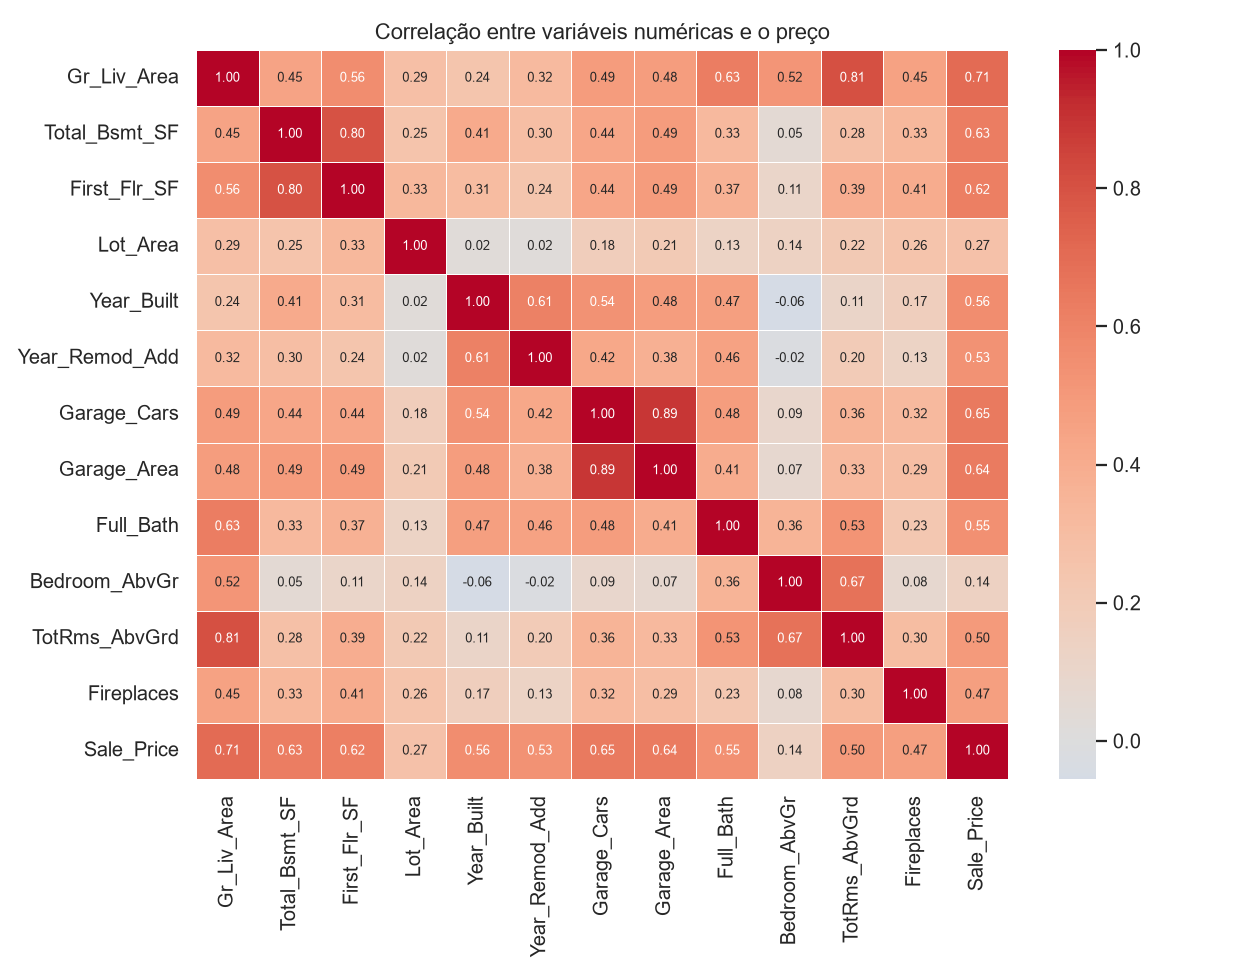 Correlação entre variáveis numéricas e o preço
Gr_Liv_Area 1.00 0.45 0.56 0.29 0.24 0.32 0.49 0.48 0.63 0.52 0.81 0.45 0.71
Total_Bsmt_SF 0.45 1.00 0.80 0.25 0.41 0.30 0.44 0.49 0.33 0.05 0.28 0.33 0.63
First_Flr_SF 0.56 0.80 1.00 0.33 0.31 0.24 0.44 0.49 0.37 0.11 0.39 0.41 0.62
Lot_Area 0.29 0.25 0.33 1.00 0.02 0.02 0.18 0.21 0.13 0.14 0.22 0.26 0.27
Year_Built 0.24 0.41 0.31 0.02 1.00 0.61 0.54 0.48 0.47 -0.06 0.11 0.17 0.56
Year_Remod_Add 0.32 0.30 0.24 0.02 0.61 1.00 0.42 0.38 0.46 -0.02 0.20 0.13 0.53
Garage_Cars 0.49 0.44 0.44 0.18 0.54 0.42 1.00 0.89 0.48 0.09 0.36 0.32 0.65
Garage_Area 0.48 0.49 0.49 0.21 0.48 0.38 0.89 1.00 0.41 0.07 0.33 0.29 0.64
Full_Bath 0.63 0.33 0.37 0.13 0.47 0.46 0.48 0.41 1.00 0.36 0.53 0.23 0.55
Bedroom_AbvGr 0.52 0.05 0.11 0.14 -0.06 -0.02 0.09 0.07 0.36 1.00 0.67 0.08 0.14
TotRms_AbvGrd 0.81 0.28 0.39 0.22 0.11 0.20 0.36 0.33 0.53 0.67 1.00 0.30 0.50
Fireplaces 0.45 0.33 0.41 0.26 0.17 0.13 0.32 0.29 0.23 0.08 0.30 1.00 0.47
Sale_Price 0.71 0.63 0.62 0.27 0.56 0.53 0.65 0.64 0.55 0.14 0.50 0.47 1.00
Gr_Liv_Area
Total_Bsmt_SF
First_Flr_SF
Lot_Area
Year_Built
Year_Remod_Add
Garage_Cars
Garage_Area
Full_Bath
Bedroom_AbvGr
TotRms_AbvGrd
Fireplaces
Sale_Price
1.0
0.8
0.6
0.4
0.2
0.0